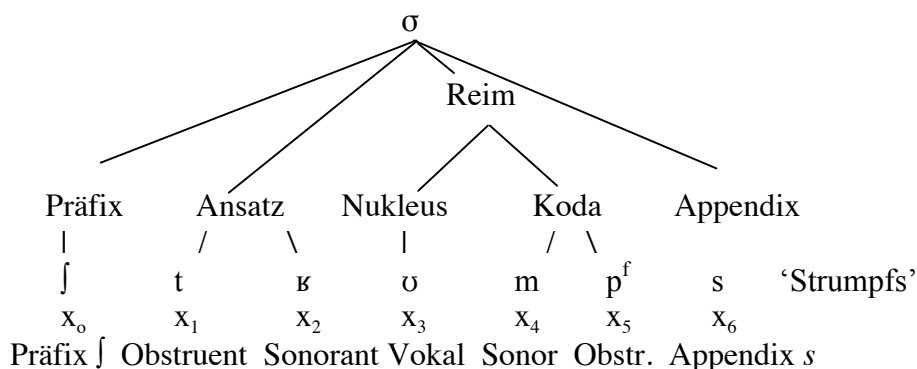 σ
Reim
Präfix Ansatz Nukleus Koda Appendix
ʃ t ʁ ʊ m pᶠ s ‘Strumpfs’
x₀ x₁ x₂ x₃ x₄ x₅ x₆
Präfix ʃ Obstruent Sonorant Vokal Sonor Obstr. Appendix s